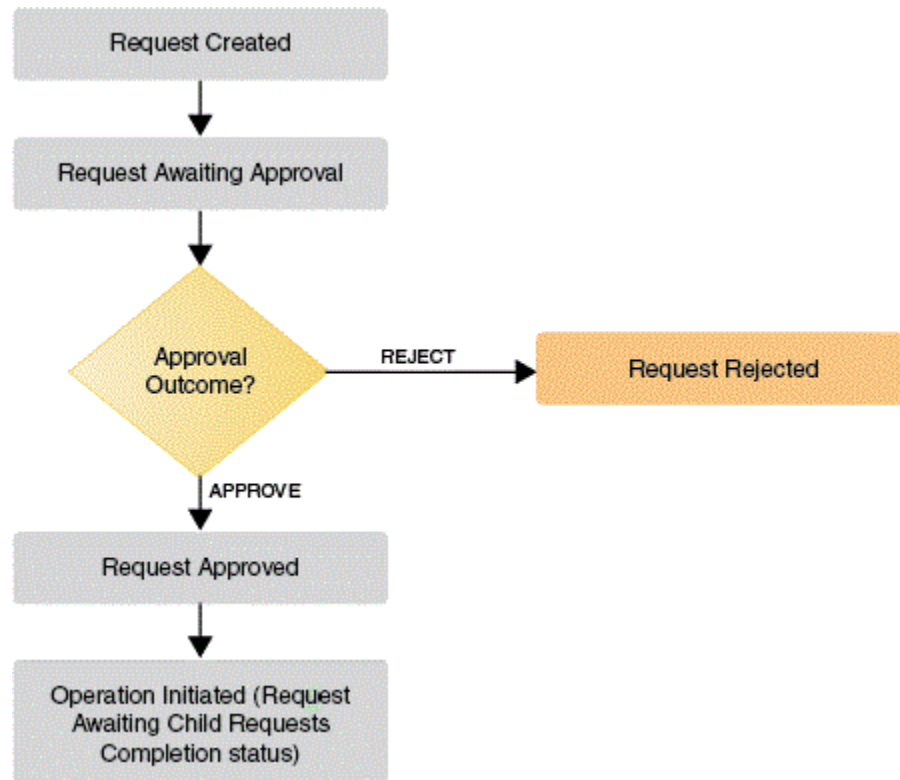 Request Created
Request Awaiting Approval
Approval
Outcome?
REJECT
Request Rejected
APPROVE
Request Approved
Operation Initiated (Request
Awaiting Child Requests
Completion status)